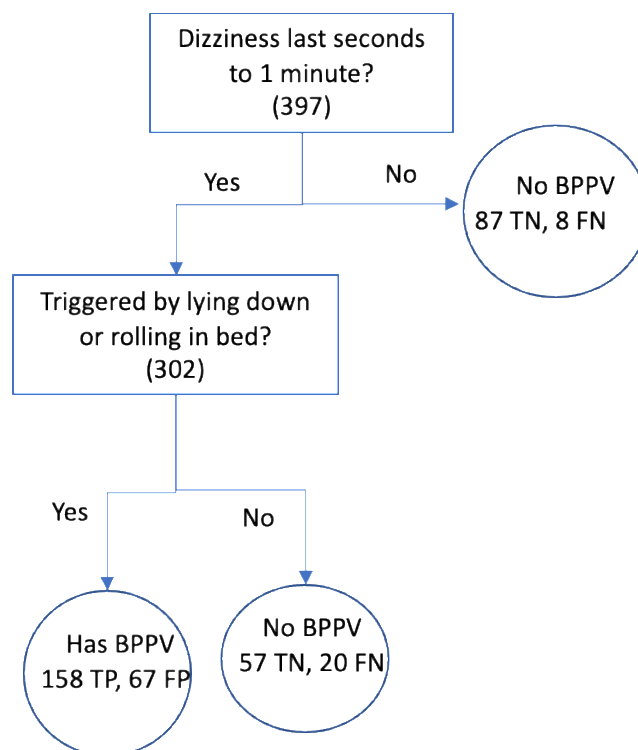 Dizziness last seconds
to 1 minute?
(397)
Yes
No
No BPPV
87 TN, 8 FN
Triggered by lying down
or rolling in bed?
(302)
Yes
No
Has BPPV
158 TP, 67 FP
No BPPV
57 TN, 20 FN